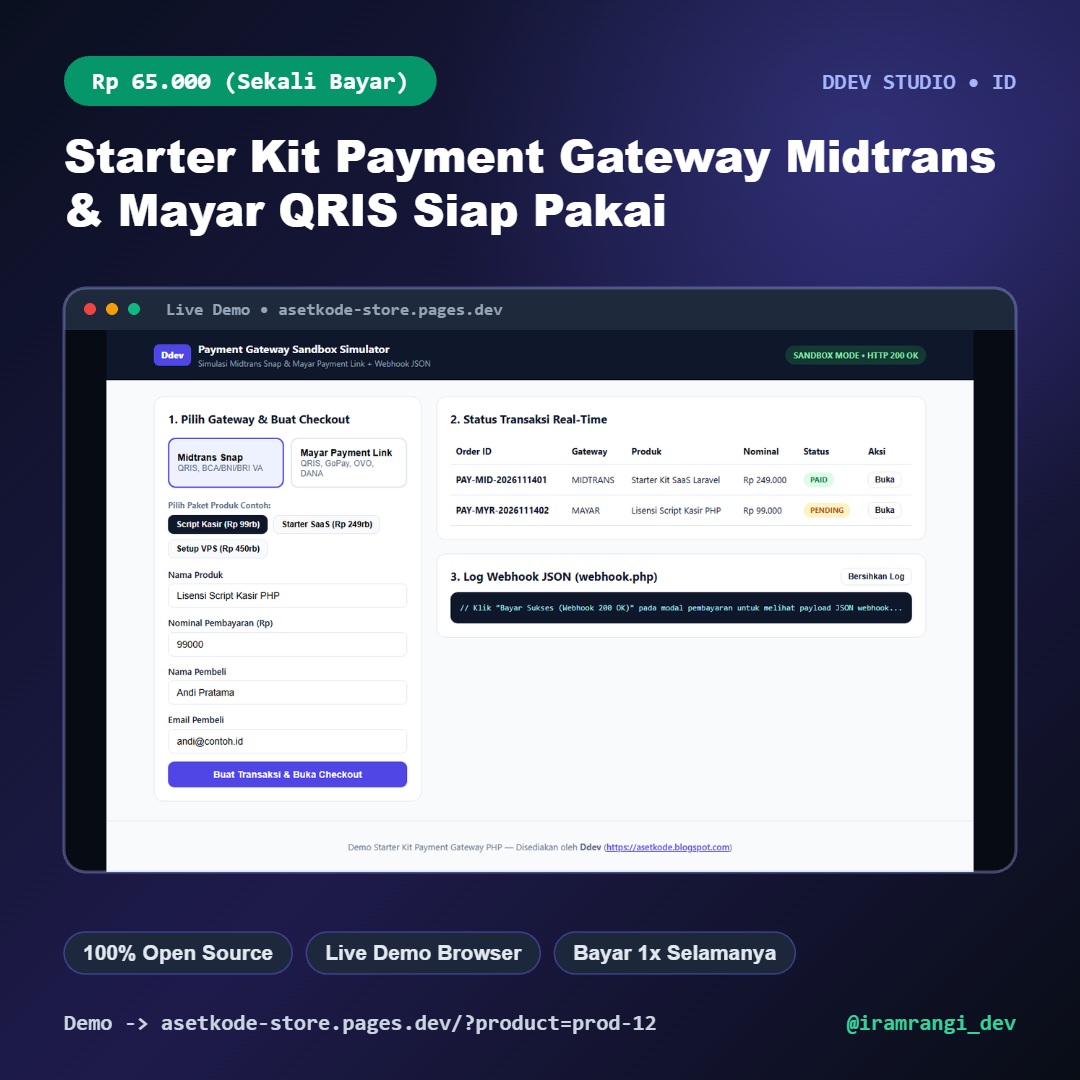 Rp 65.000 (Sekali Bayar)
DDEV STUDIO • ID
Starter Kit Payment Gateway Midtrans
& Mayar QRIS Siap Pakai
Live Demo • asetkode-store.pages.dev
Ddev
Payment Gateway Sandbox Simulator
Simulasi Midtrans Snap & Mayar Payment Link + Webhook JSON
SANDBOX MODE • HTTP 200 OK
1. Pilih Gateway & Buat Checkout
Midtrans Snap
QRIS, BCA/BNI/BRI VA
Mayar Payment Link
QRIS, GoPay, OVO,
DANA
Pilih Paket Produk Contoh:
Script Kasir (Rp 99rb)
Starter SaaS (Rp 249rb)
Setup VPS (Rp 450rb)
Nama Produk
Lisensi Script Kasir PHP
Nominal Pembayaran (Rp)
99000
Nama Pembeli
Andi Pratama
Email Pembeli
andi@contoh.id
Buat Transaksi & Buka Checkout
2. Status Transaksi Real-Time
Order ID Gateway Produk Nominal Status Aksi
PAY-MID-2026111401 MIDTRANS Starter Kit SaaS Laravel Rp 249.000 PAID Buka
PAY-MYR-2026111402 MAYAR Lisensi Script Kasir PHP Rp 99.000 PENDING Buka
3. Log Webhook JSON (webhook.php)
Bersihkan Log
// Klik "Bayar Sukses (Webhook 200 OK)" pada modal pembayaran untuk melihat payload JSON webhook...
Demo Starter Kit Payment Gateway PHP — Disediakan oleh Ddev (https://asetkode.blogspot.com)
100% Open Source
Live Demo Browser
Bayar 1x Selamanya
Demo -> asetkode-store.pages.dev/?product=prod-12
@iramrangi_dev